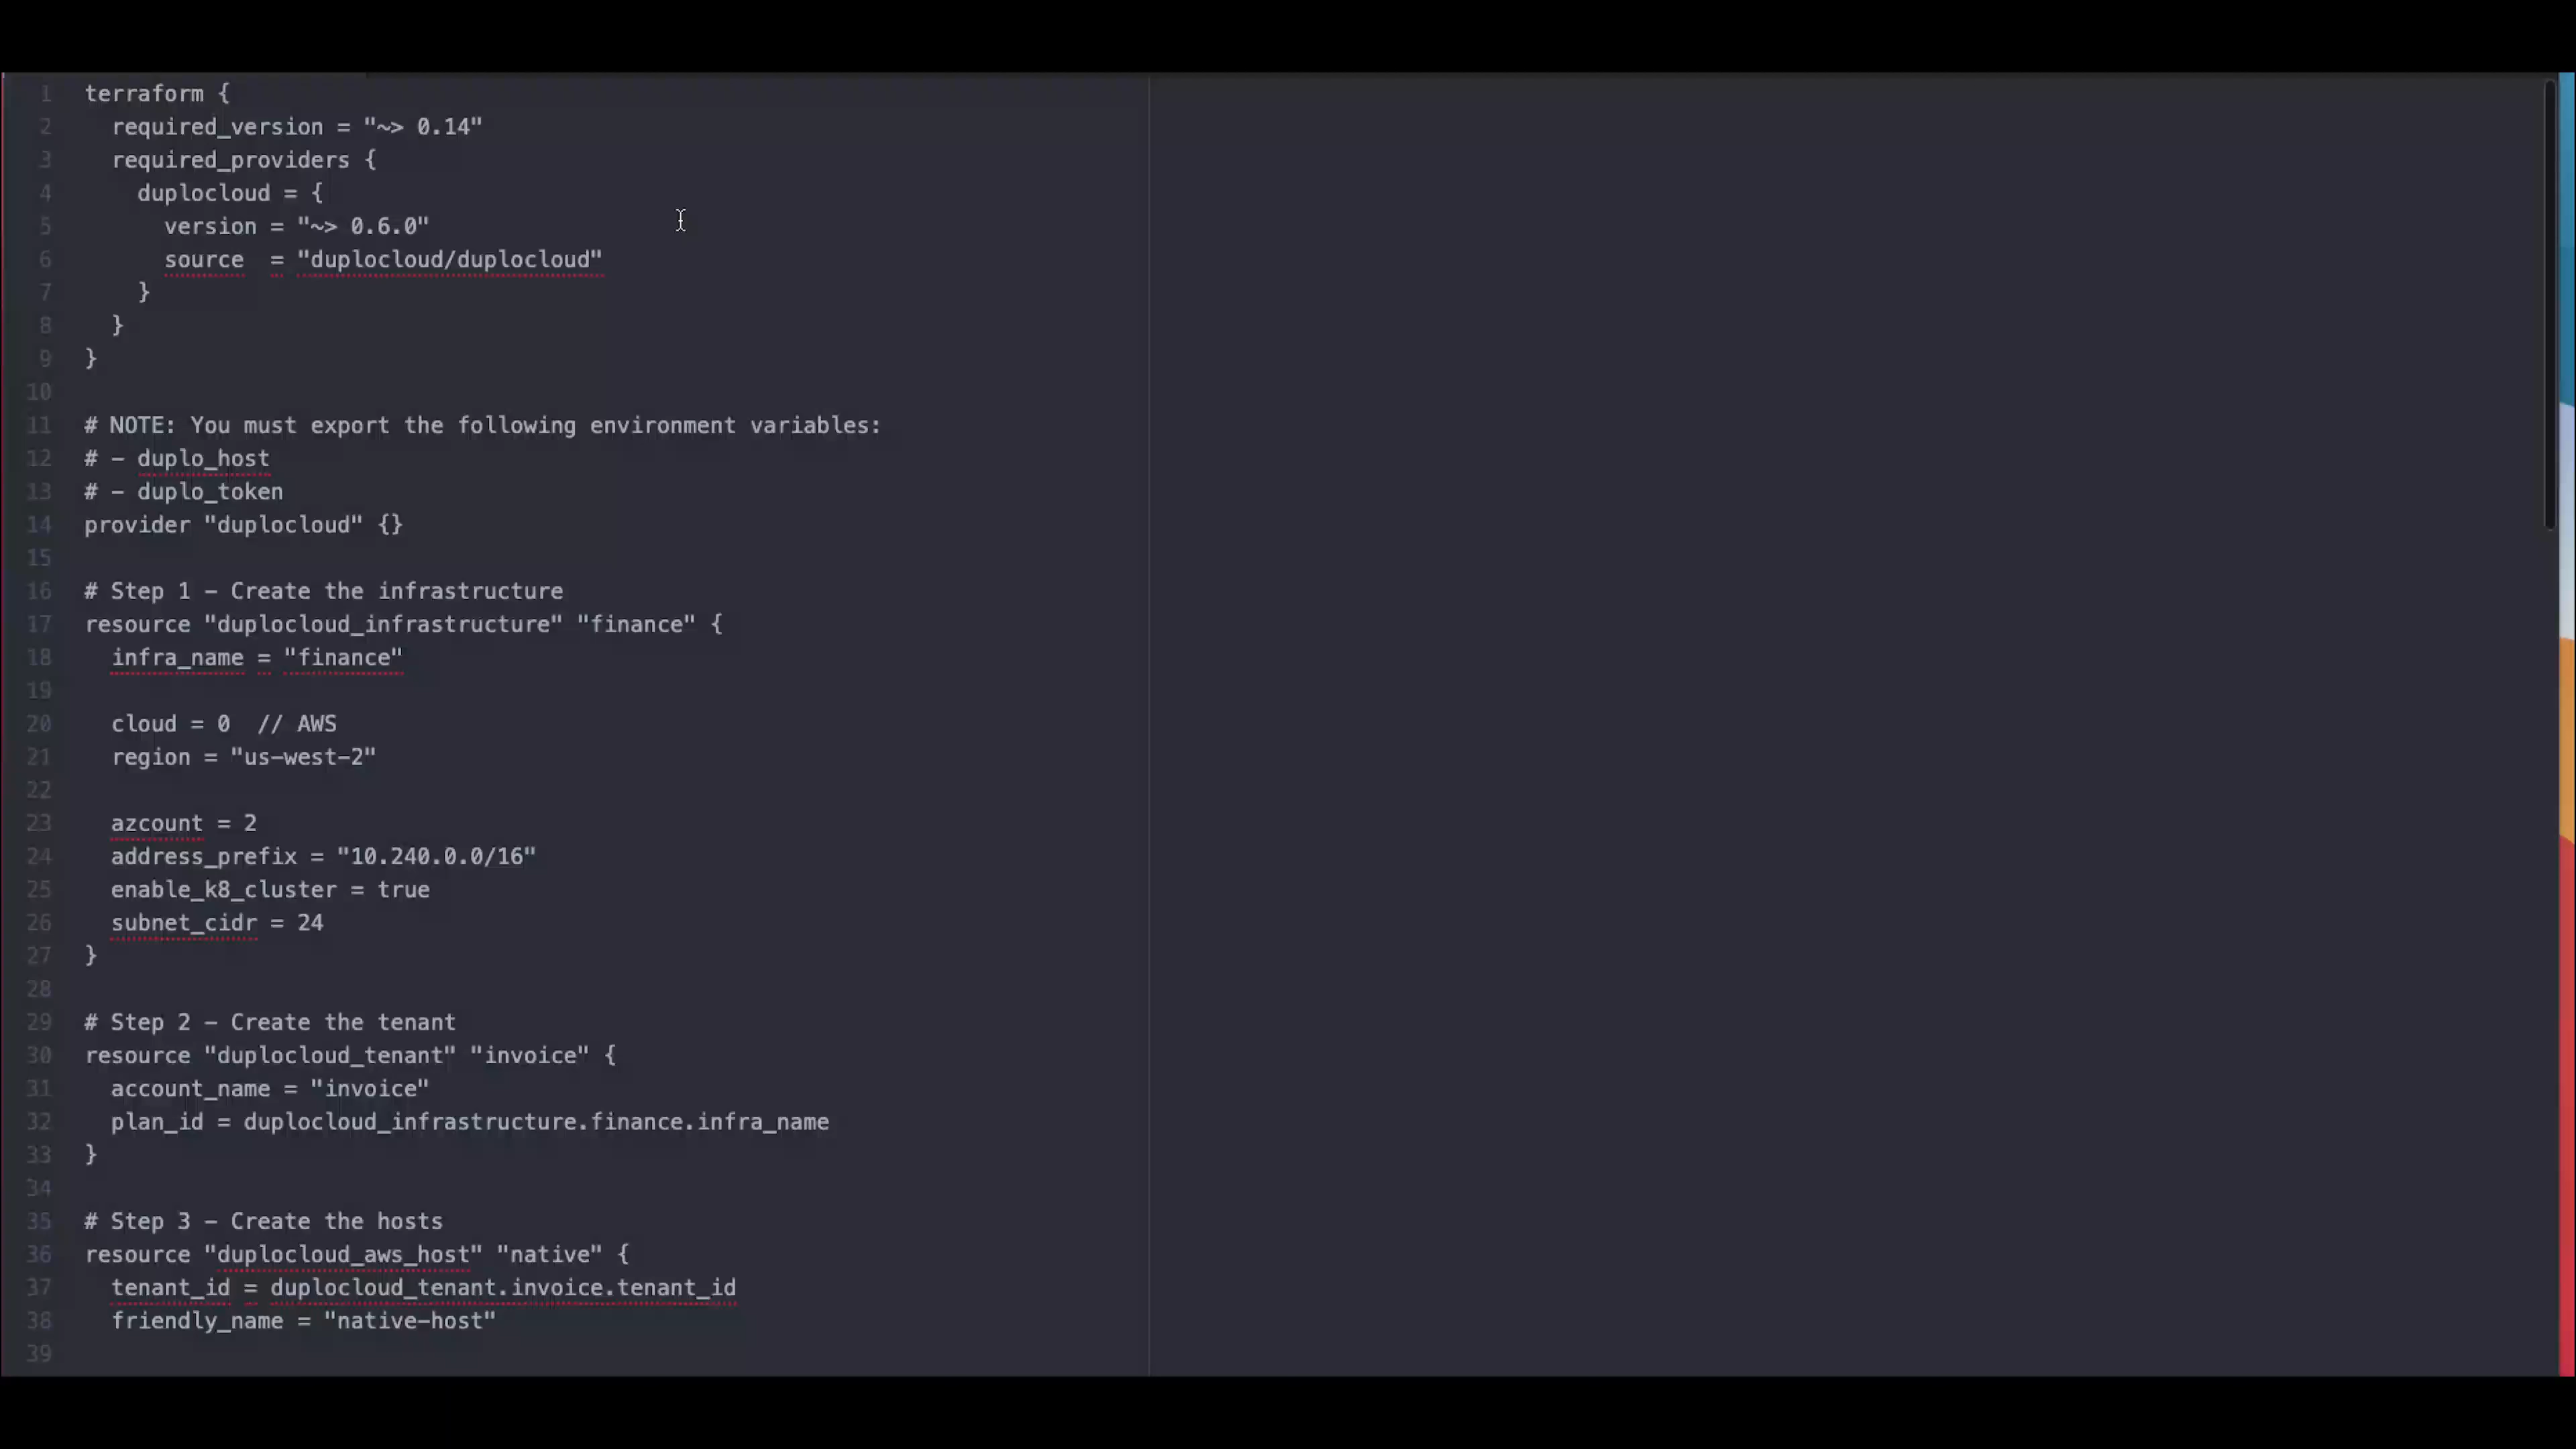 1 terraform {
2 required_version = "~> 0.14"
3 required_providers {
4 duplocloud = {
5 version = "~> 0.6.0"
6 source  = "duplocloud/duplocloud"
7 }
8 }
9 }
10
11 # NOTE: You must export the following environment variables:
12 # - duplo_host
13 # - duplo_token
14 provider "duplocloud" {}
15
16 # Step 1 - Create the infrastructure
17 resource "duplocloud_infrastructure" "finance" {
18 infra_name = "finance"
19
20 cloud = 0  // AWS
21 region = "us-west-2"
22
23 azcount = 2
24 address_prefix = "10.240.0.0/16"
25 enable_k8_cluster = true
26 subnet_cidr = 24
27 }
28
29 # Step 2 - Create the tenant
30 resource "duplocloud_tenant" "invoice" {
31 account_name = "invoice"
32 plan_id = duplocloud_infrastructure.finance.infra_name
33 }
34
35 # Step 3 - Create the hosts
36 resource "duplocloud_aws_host" "native" {
37 tenant_id = duplocloud_tenant.invoice.tenant_id
38 friendly_name = "native-host"
39